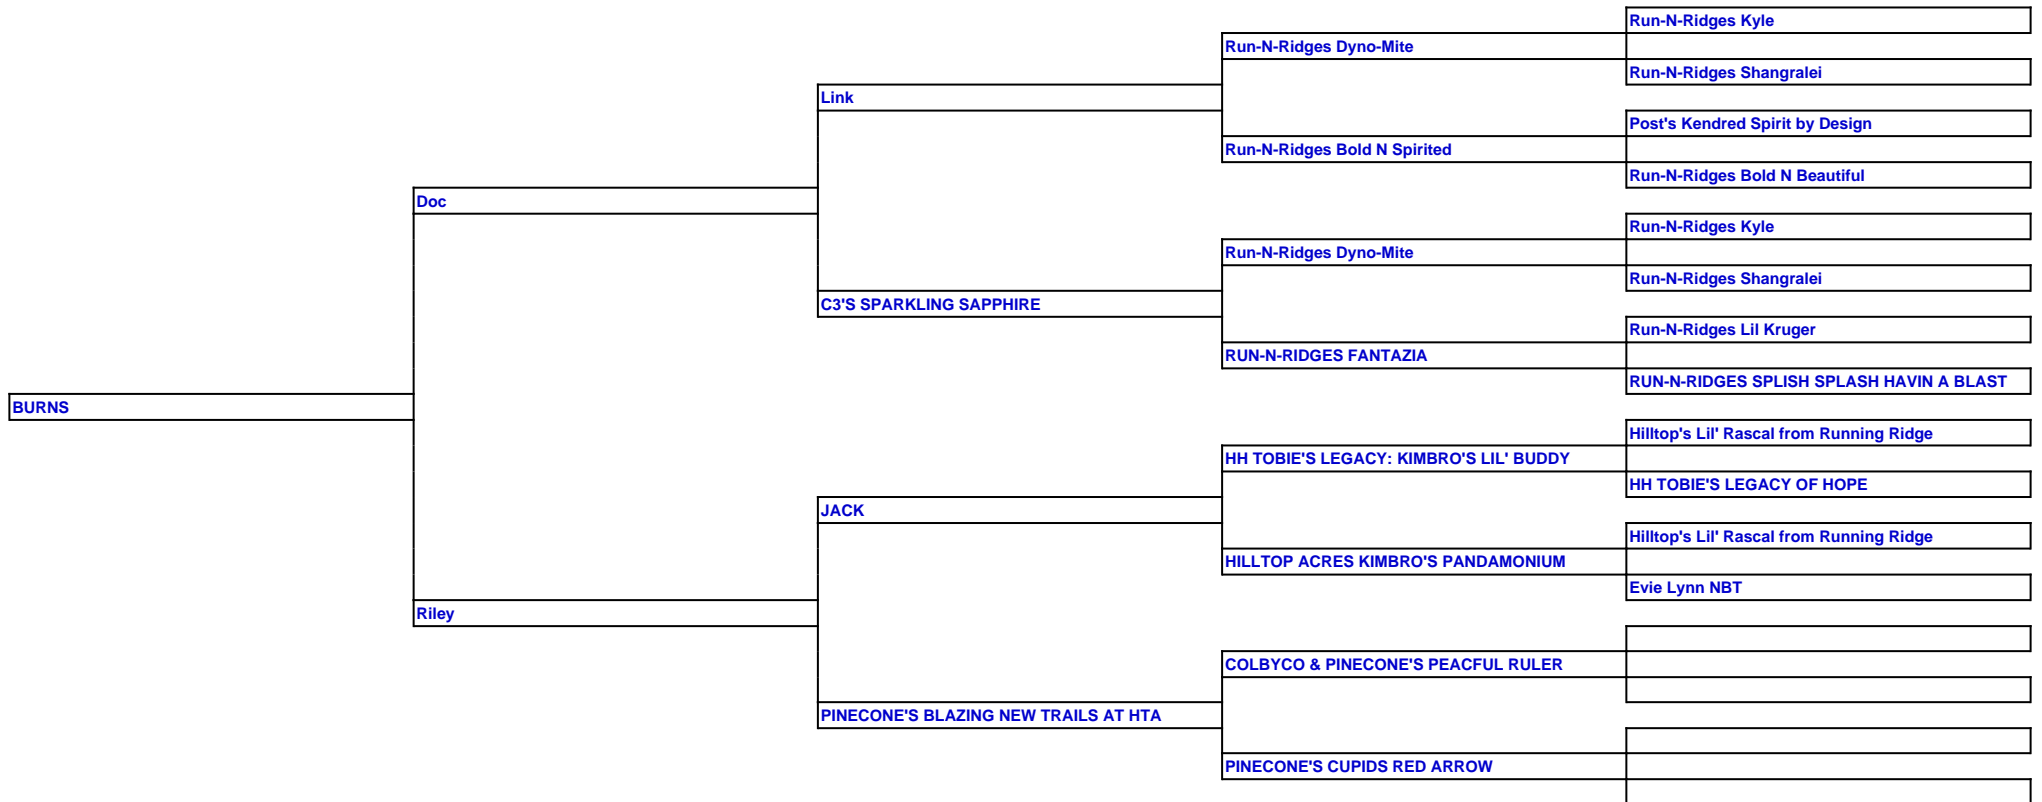 Run-N-Ridges Kyle
Run-N-Ridges Dyno-Mite
Run-N-Ridges Shangralei
Link
Post's Kendred Spirit by Design
Run-N-Ridges Bold N Spirited
Run-N-Ridges Bold N Beautiful
Doc
Run-N-Ridges Kyle
Run-N-Ridges Dyno-Mite
Run-N-Ridges Shangralei
C3'S SPARKLING SAPPHIRE
Run-N-Ridges Lil Kruger
RUN-N-RIDGES FANTAZIA
RUN-N-RIDGES SPLISH SPLASH HAVIN A BLAST
BURNS
Hilltop's Lil' Rascal from Running Ridge
HH TOBIE'S LEGACY: KIMBRO'S LIL' BUDDY
HH TOBIE'S LEGACY OF HOPE
JACK
Hilltop's Lil' Rascal from Running Ridge
HILLTOP ACRES KIMBRO'S PANDAMONIUM
Evie Lynn NBT
Riley
COLBYCO & PINECONE'S PEACFUL RULER
PINECONE'S BLAZING NEW TRAILS AT HTA
PINECONE'S CUPIDS RED ARROW